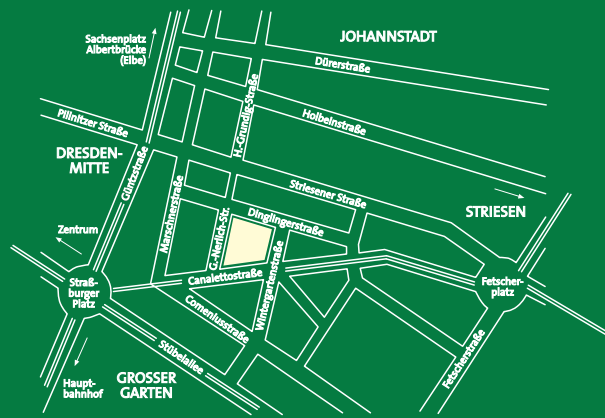 JOHANNSTADT
Sachsenplatz
Albertbrücke
(Elbe)
Dürerstraße
Pillnitzer Straße
H.-Grundig-Straße
Holbeinstraße
DRESDEN-
MITTE
Güntzstraße
Marschnerstraße
Striesener Straße
STRIESEN
G.-Nerlich-Str.
Dinglingerstraße
Zentrum
Wintergartenstraße
Canalettostraße
Straß-
burger
Platz
Fetscher-
platz
Comeniusstraße
Stübelallee
Fetscherstraße
Haupt-
bahnhof
GROSSER
GARTEN